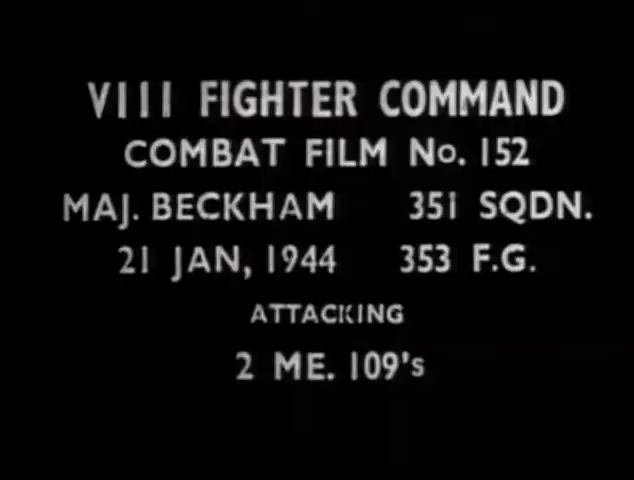 VIII FIGHTER COMMAND
COMBAT FILM No. 152
MAJ. BECKHAM 351 SQDN.
21 JAN, 1944 353 F.G.
ATTACKING
2 ME. 109's